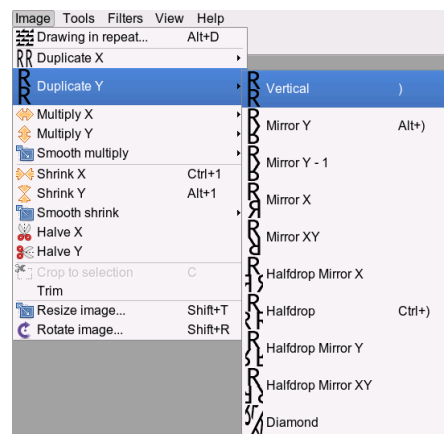 Image Tools Filters View Help
Drawing in repeat... Alt+D
Duplicate X
Duplicate Y
Multiply X
Multiply Y
Smooth multiply
Shrink X Ctrl+1
Shrink Y Alt+1
Smooth shrink
Halve X
Halve Y
Crop to selection C
Trim
Resize image... Shift+T
Rotate image... Shift+R
Vertical )
Mirror Y Alt+)
Mirror Y - 1
Mirror X
Mirror XY
Halfdrop Mirror X
Halfdrop Ctrl+)
Halfdrop Mirror Y
Halfdrop Mirror XY
Diamond